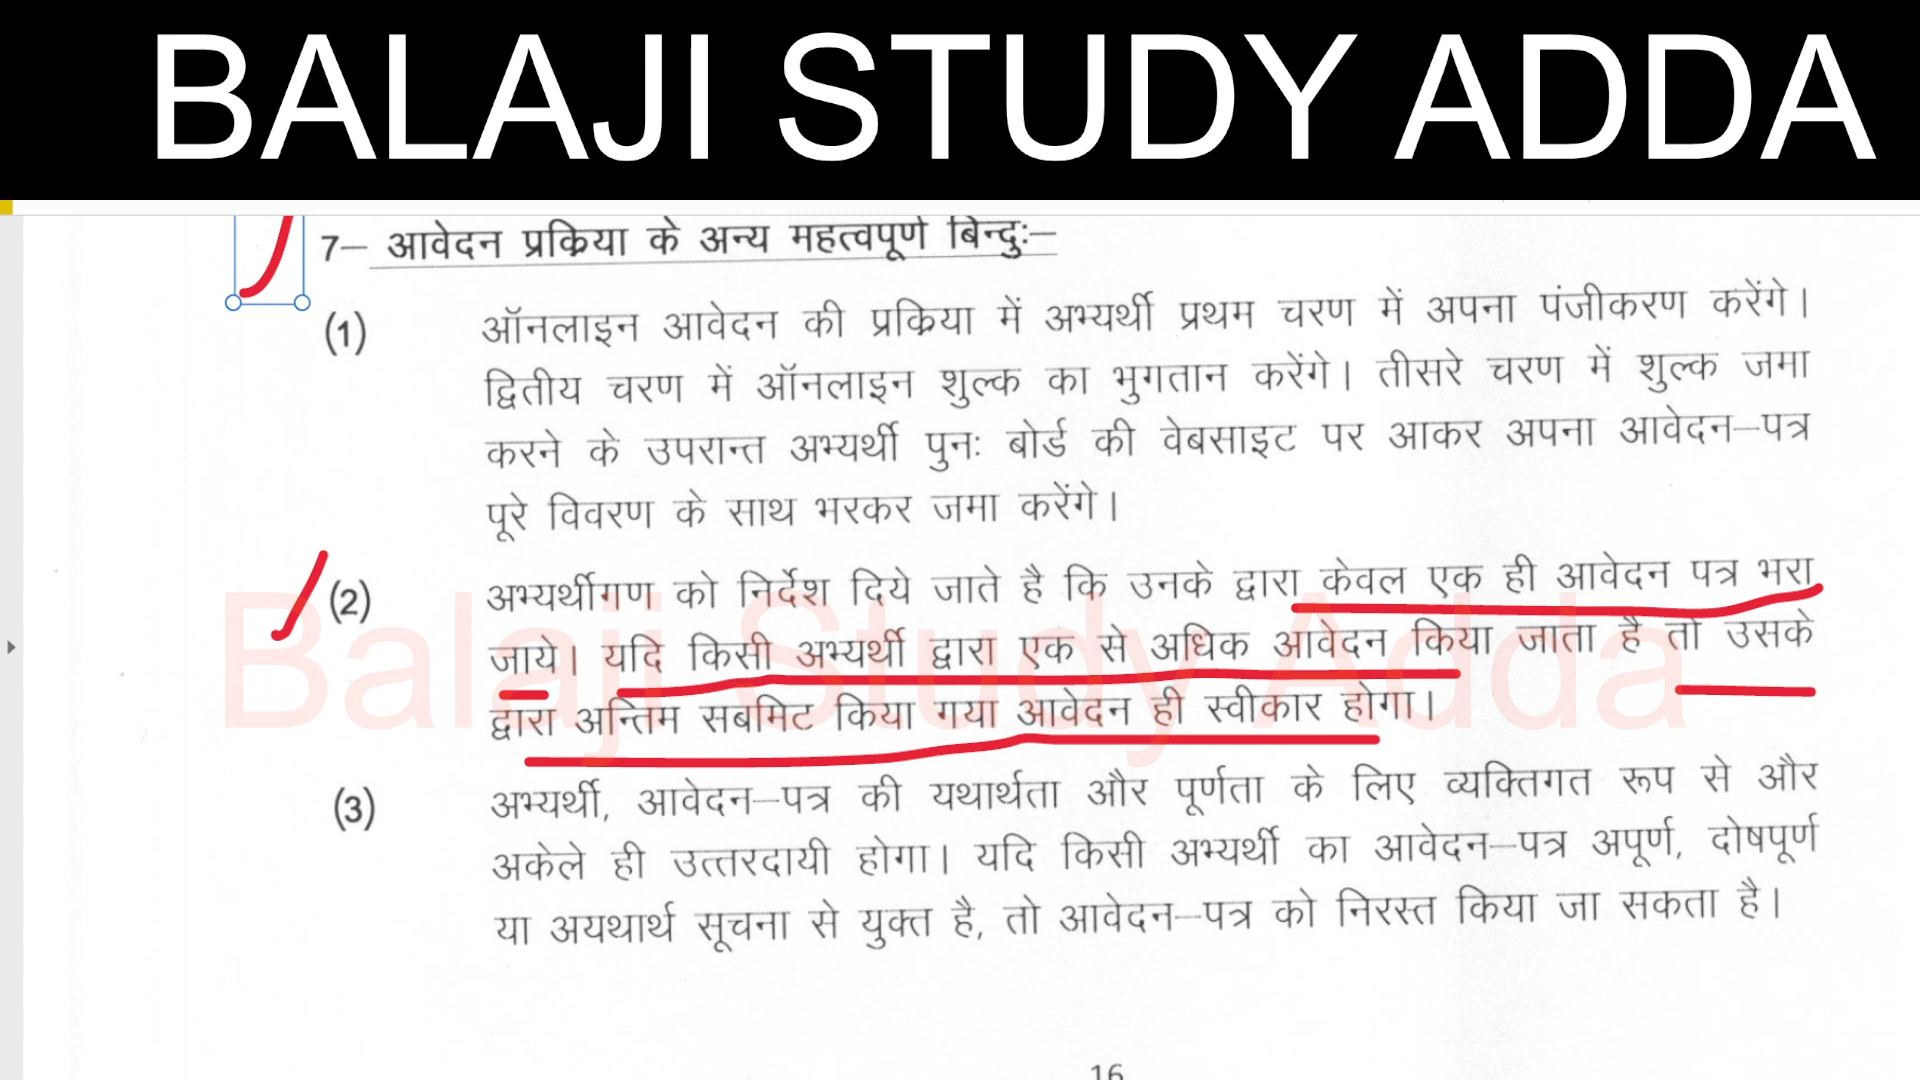 BALAJI STUDY ADDA
7– आवेदन प्रक्रिया के अन्य महत्वपूर्ण बिन्दुः–
(1) ऑनलाइन आवेदन की प्रक्रिया में अभ्यर्थी प्रथम चरण में अपना पंजीकरण करेंगे।
द्वितीय चरण में ऑनलाइन शुल्क का भुगतान करेंगे। तीसरे चरण में शुल्क जमा
करने के उपरान्त अभ्यर्थी पुनः बोर्ड की वेबसाइट पर आकर अपना आवेदन–पत्र
पूरे विवरण के साथ भरकर जमा करेंगे।
(2) अभ्यर्थीगण को निर्देश दिये जाते है कि उनके द्वारा केवल एक ही आवेदन पत्र भरा
जाये। यदि किसी अभ्यर्थी द्वारा एक से अधिक आवेदन किया जाता है तो उसके
द्वारा अन्तिम सबमिट किया गया आवेदन ही स्वीकार होगा।
Balaji Study Adda
(3) अभ्यर्थी, आवेदन–पत्र की यथार्थता और पूर्णता के लिए व्यक्तिगत रूप से और
अकेले ही उत्तरदायी होगा। यदि किसी अभ्यर्थी का आवेदन–पत्र अपूर्ण, दोषपूर्ण
या अयथार्थ सूचना से युक्त है, तो आवेदन–पत्र को निरस्त किया जा सकता है।
16